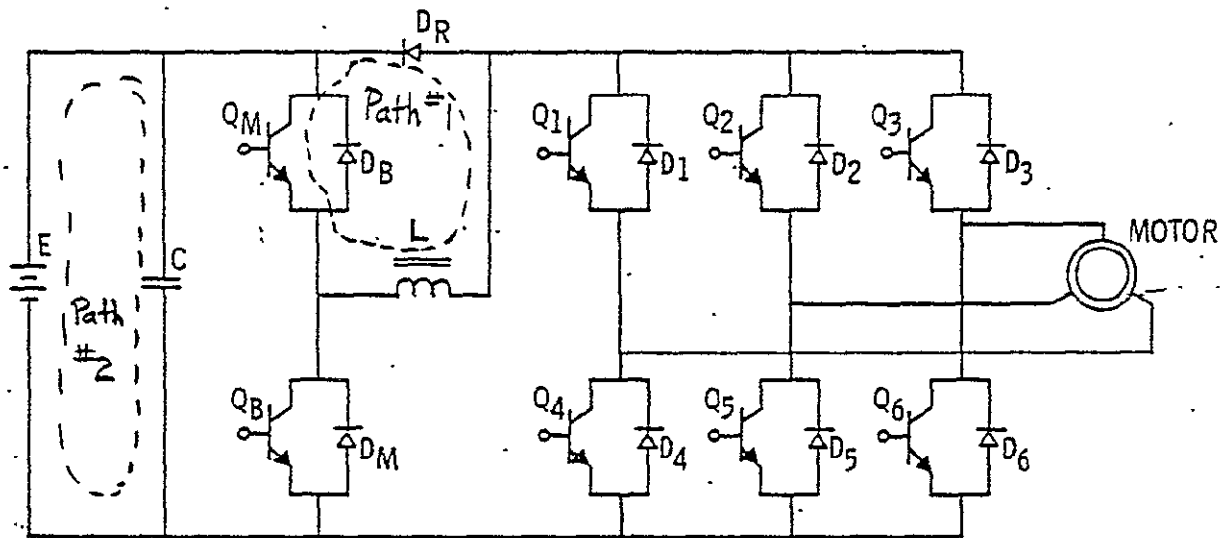 DR
Path #1
QM
DB
Q1
D1
Q2
D2
Q3
D3
MOTOR
E
C
L
Path
#2
QB
DM
Q4
D4
Q5
D5
Q6
D6